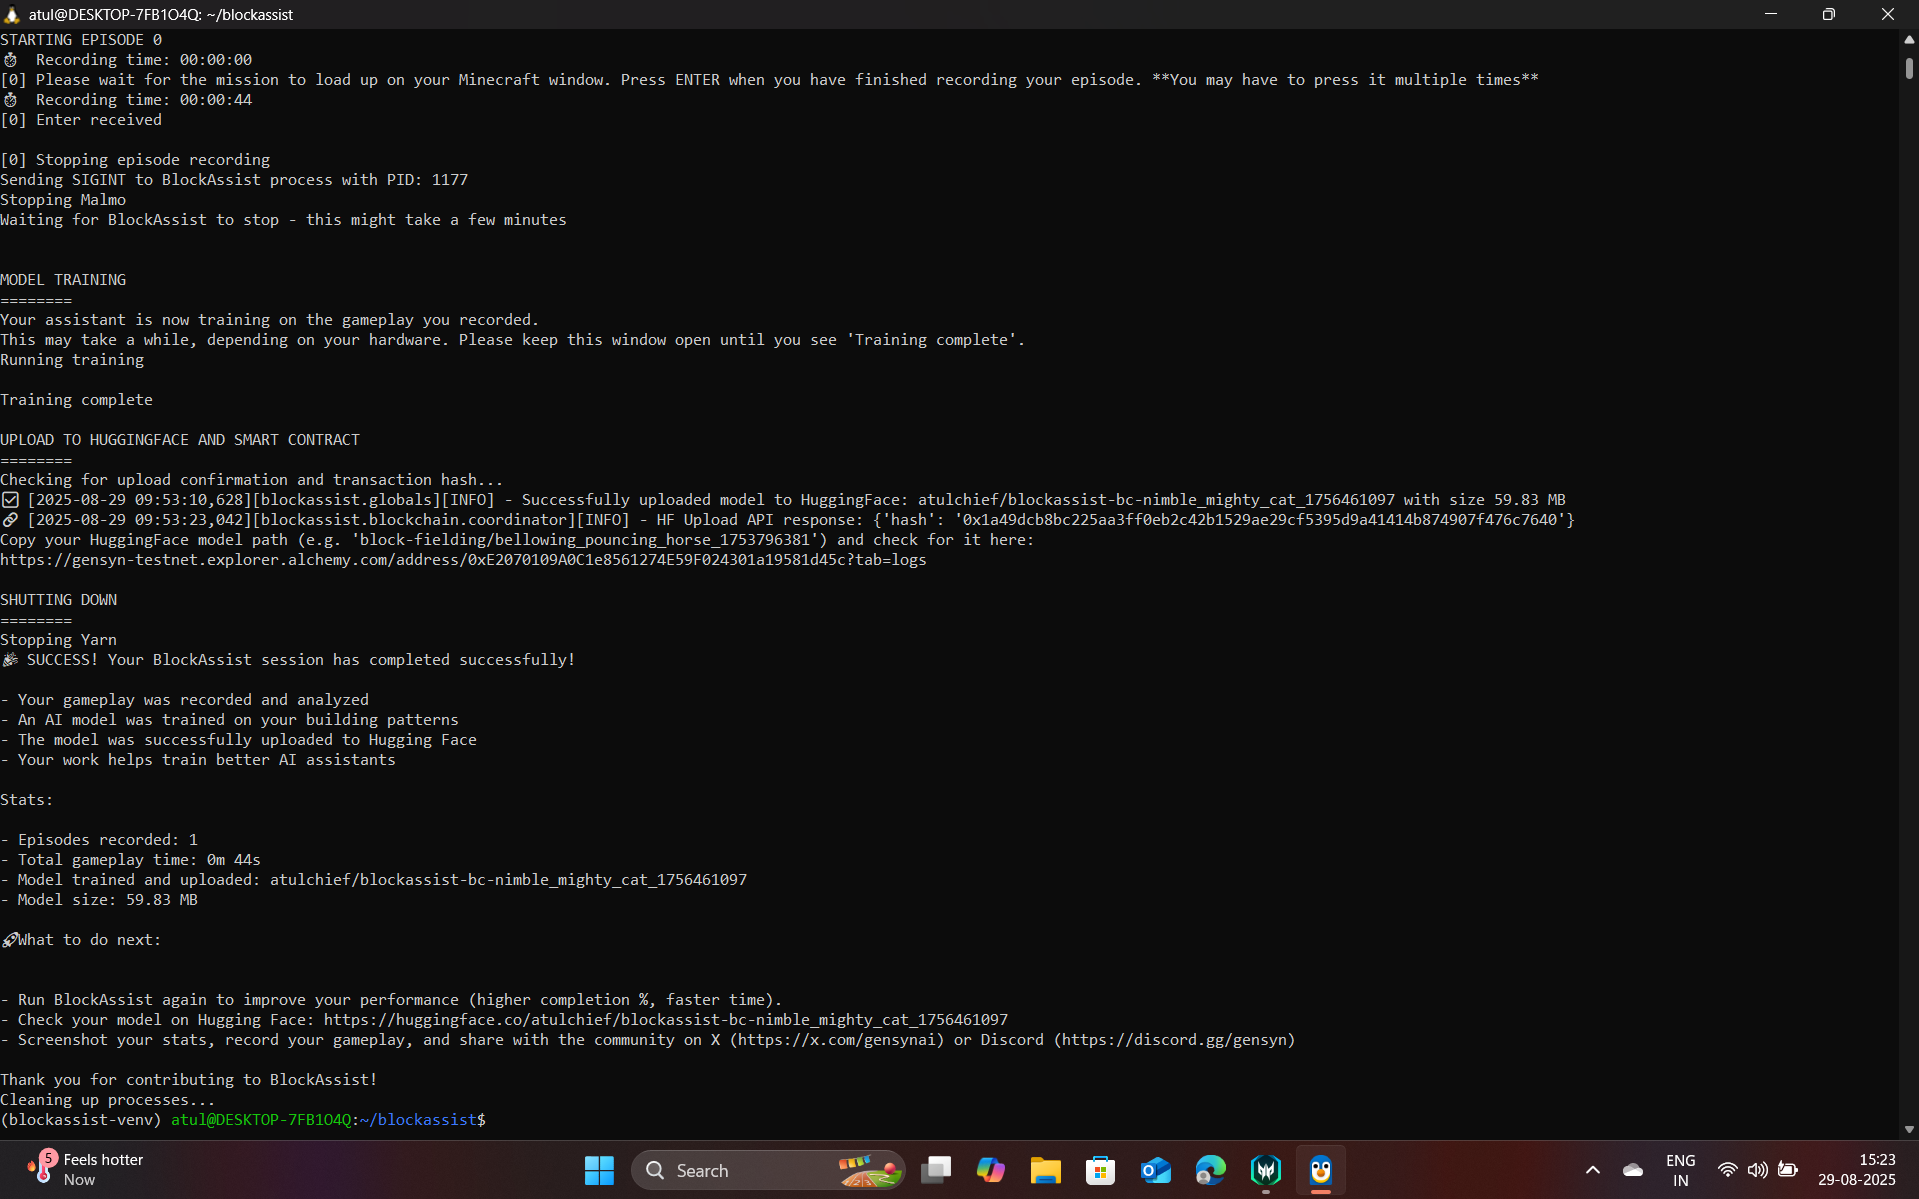 atul@DESKTOP-7FB1O4Q: ~/blockassist
STARTING EPISODE 0
⏱ Recording time: 00:00:00
[0] Please wait for the mission to load up on your Minecraft window. Press ENTER when you have finished recording your episode. **You may have to press it multiple times**
⏱ Recording time: 00:00:44
[0] Enter received
[0] Stopping episode recording
Sending SIGINT to BlockAssist process with PID: 1177
Stopping Malmo
Waiting for BlockAssist to stop - this might take a few minutes
MODEL TRAINING
========
Your assistant is now training on the gameplay you recorded.
This may take a while, depending on your hardware. Please keep this window open until you see 'Training complete'.
Running training
Training complete
UPLOAD TO HUGGINGFACE AND SMART CONTRACT
========
Checking for upload confirmation and transaction hash...
☑ [2025-08-29 09:53:10,628][blockassist.globals][INFO] - Successfully uploaded model to HuggingFace: atulchief/blockassist-bc-nimble_mighty_cat_1756461097 with size 59.83 MB
🔗 [2025-08-29 09:53:23,042][blockassist.blockchain.coordinator][INFO] - HF Upload API response: {'hash': '0x1a49dcb8bc225aa3ff0eb2c42b1529ae29cf5395d9a41414b874907f476c7640'}
Copy your HuggingFace model path (e.g. 'block-fielding/bellowing_pouncing_horse_1753796381') and check for it here:
https://gensyn-testnet.explorer.alchemy.com/address/0xE2070109A0C1e8561274E59F024301a19581d45c?tab=logs
SHUTTING DOWN
========
Stopping Yarn
🎉 SUCCESS! Your BlockAssist session has completed successfully!
- Your gameplay was recorded and analyzed
- An AI model was trained on your building patterns
- The model was successfully uploaded to Hugging Face
- Your work helps train better AI assistants
Stats:
- Episodes recorded: 1
- Total gameplay time: 0m 44s
- Model trained and uploaded: atulchief/blockassist-bc-nimble_mighty_cat_1756461097
- Model size: 59.83 MB
🚀What to do next:
- Run BlockAssist again to improve your performance (higher completion %, faster time).
- Check your model on Hugging Face: https://huggingface.co/atulchief/blockassist-bc-nimble_mighty_cat_1756461097
- Screenshot your stats, record your gameplay, and share with the community on X (https://x.com/gensynai) or Discord (https://discord.gg/gensyn)
Thank you for contributing to BlockAssist!
Cleaning up processes...
(blockassist-venv) atul@DESKTOP-7FB1O4Q:~/blockassist$
5
Feels hotter
Now
Search
ENG
IN
15:23
29-08-2025